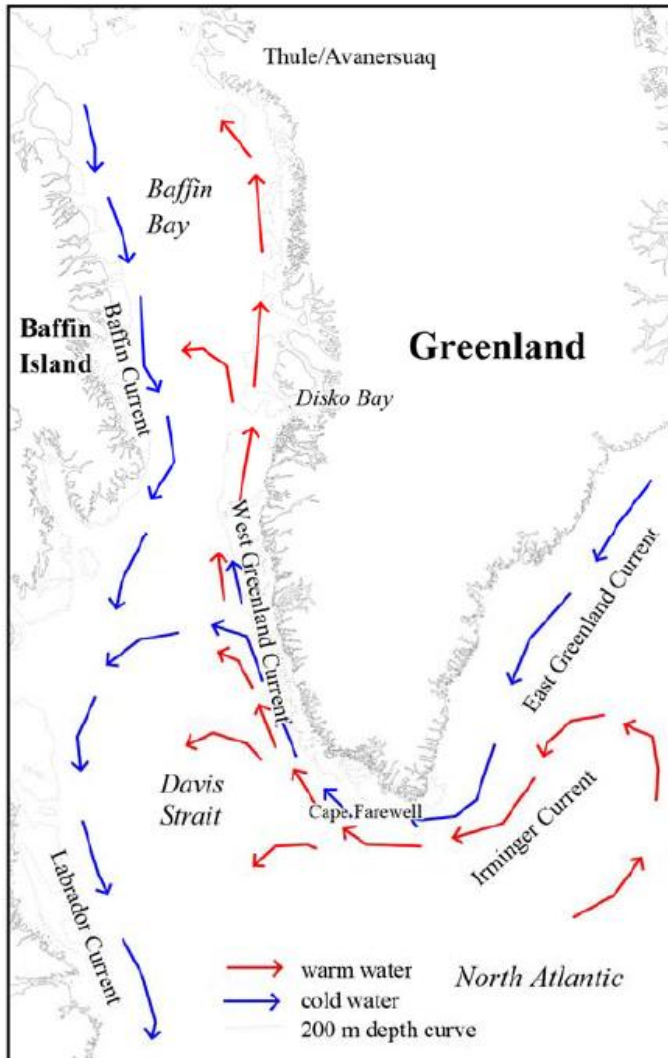 Thule/Avanersuaq
Baffin
Bay
Baffin
Island
Baffin Current
Greenland
Disko Bay
West Greenland Current
East Greenland Current
Davis
Strait
Cape Farewell
Irminger Current
Labrador Current
North Atlantic
warm water
cold water
200 m depth curve